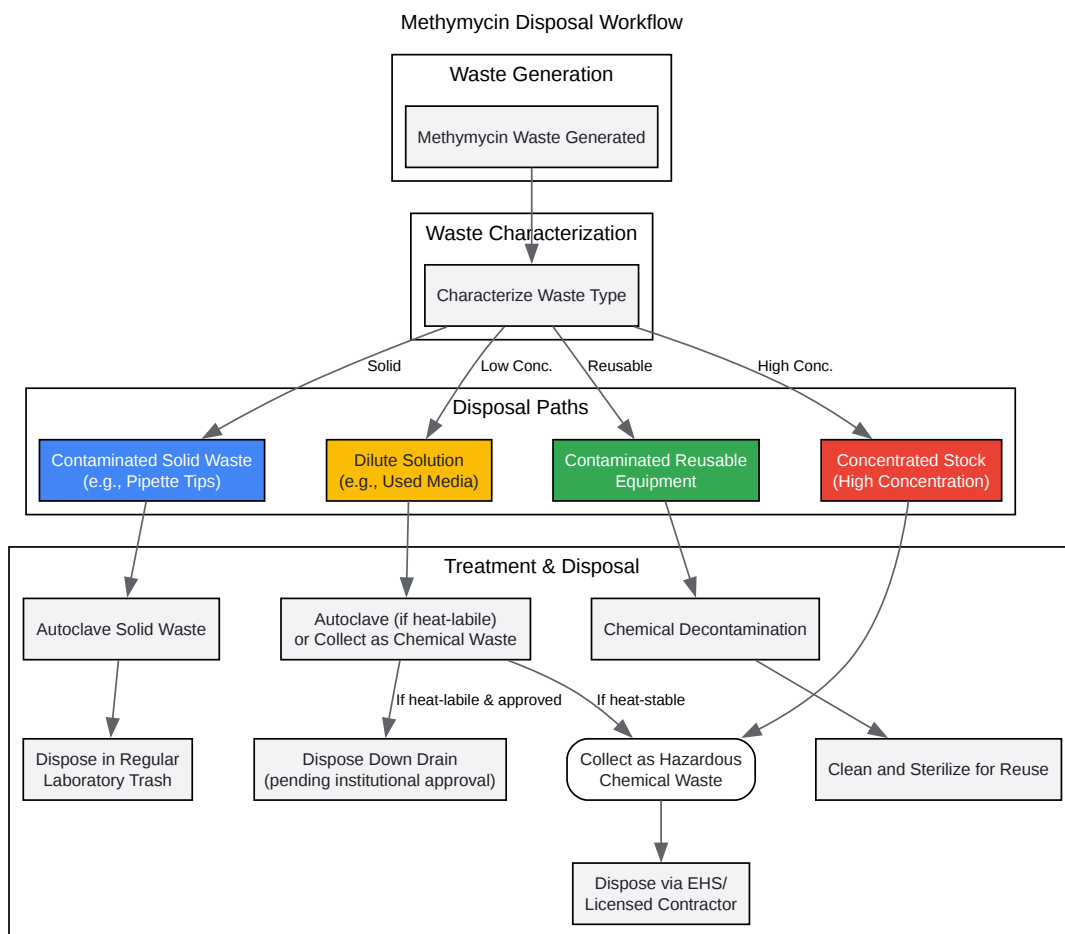 Methymycin Disposal Workflow
Waste Generation
Methymycin Waste Generated
Waste Characterization
Characterize Waste Type
Solid
Low Conc.
Reusable
High Conc.
Disposal Paths
Contaminated Solid Waste
(e.g., Pipette Tips)
Dilute Solution
(e.g., Used Media)
Contaminated Reusable
Equipment
Concentrated Stock
(High Concentration)
Treatment & Disposal
Autoclave Solid Waste
Autoclave (if heat-labile)
or Collect as Chemical Waste
Chemical Decontamination
If heat-labile & approved
If heat-stable
Dispose in Regular
Laboratory Trash
Dispose Down Drain
(pending institutional approval)
Collect as Hazardous
Chemical Waste
Clean and Sterilize for Reuse
Dispose via EHS/
Licensed Contractor